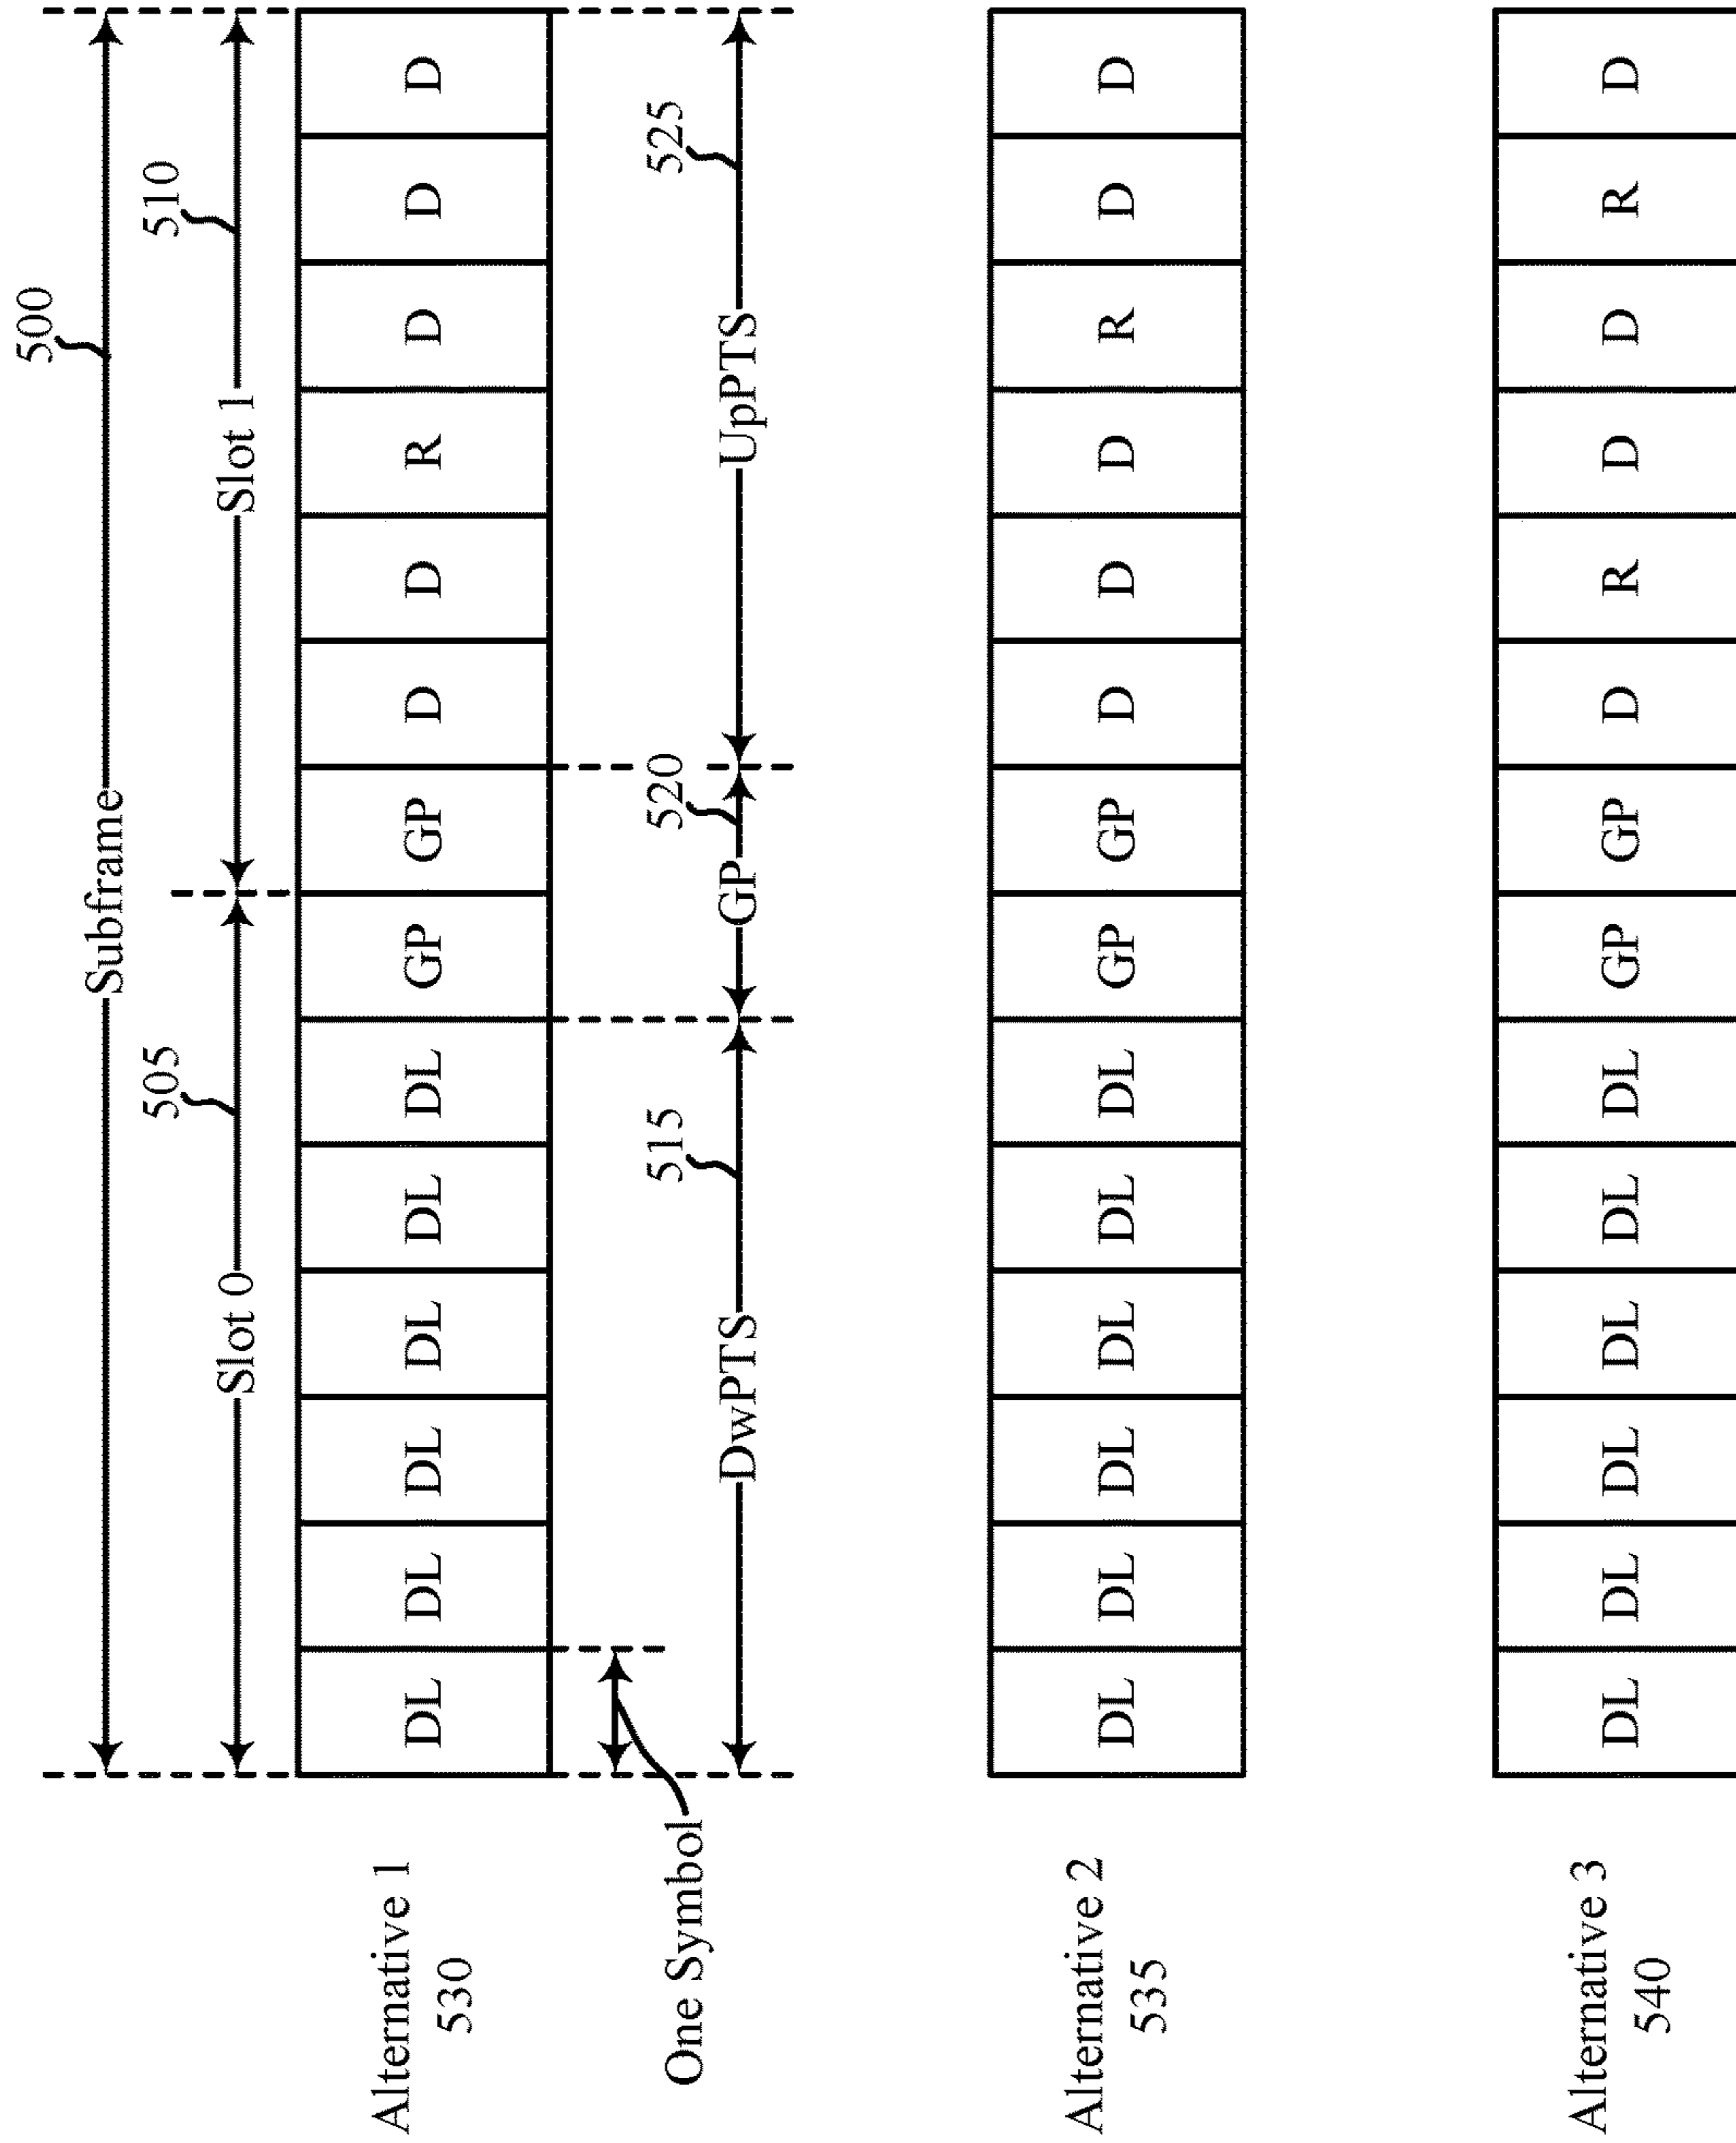 500
Subframe
505
510
Slot 0
Slot 1
Alternative 1
530
DL DL DL DL DL DL GP GP D D R D D D
One Symbol
515
520
525
DwPTS
GP
UpPTS
Alternative 2
535
DL DL DL DL DL DL GP GP D D D R D D
Alternative 3
540
DL DL DL DL DL DL GP GP D R D D R D